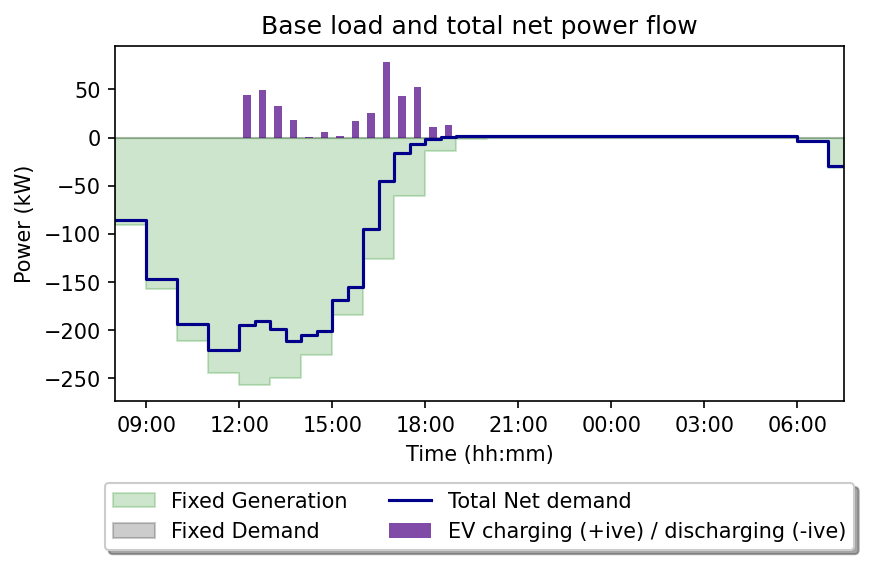 Base load and total net power flow
Power (kW)
50
0
−50
−100
−150
−200
−250
09:00 12:00 15:00 18:00 21:00 00:00 03:00 06:00
Time (hh:mm)
Fixed Generation
Fixed Demand
Total Net demand
EV charging (+ive) / discharging (-ive)